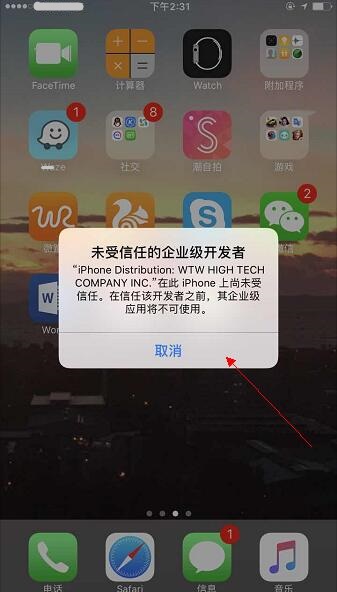 下午2:31
FaceTime
计算器
Watch
附加程序
1
8
社交
潮自拍
游戏
2
微
微信
W
Wor
未受信任的企业级开发者
“iPhone Distribution: WTW HIGH TECH
COMPANY INC.”在此 iPhone 上尚未受
信任。在信任该开发者之前，其企业级
应用将不可使用。
取消
1
电话
Safari
信息
音乐